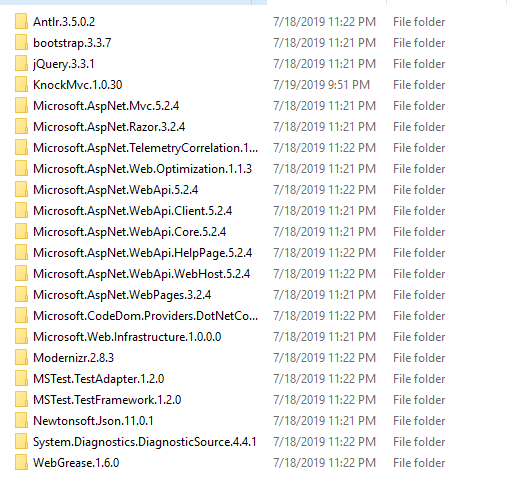 Antlr.3.5.0.2 7/18/2019 11:22 PM File folder
bootstrap.3.3.7 7/18/2019 11:21 PM File folder
jQuery.3.3.1 7/18/2019 11:21 PM File folder
KnockMvc.1.0.30 7/19/2019 9:51 PM File folder
Microsoft.AspNet.Mvc.5.2.4 7/18/2019 11:21 PM File folder
Microsoft.AspNet.Razor.3.2.4 7/18/2019 11:21 PM File folder
Microsoft.AspNet.TelemetryCorrelation.1... 7/18/2019 11:22 PM File folder
Microsoft.AspNet.Web.Optimization.1.1.3 7/18/2019 11:21 PM File folder
Microsoft.AspNet.WebApi.5.2.4 7/18/2019 11:22 PM File folder
Microsoft.AspNet.WebApi.Client.5.2.4 7/18/2019 11:21 PM File folder
Microsoft.AspNet.WebApi.Core.5.2.4 7/18/2019 11:21 PM File folder
Microsoft.AspNet.WebApi.HelpPage.5.2.4 7/18/2019 11:22 PM File folder
Microsoft.AspNet.WebApi.WebHost.5.2.4 7/18/2019 11:22 PM File folder
Microsoft.AspNet.WebPages.3.2.4 7/18/2019 11:21 PM File folder
Microsoft.CodeDom.Providers.DotNetCo... 7/18/2019 11:22 PM File folder
Microsoft.Web.Infrastructure.1.0.0.0 7/18/2019 11:21 PM File folder
Modernizr.2.8.3 7/18/2019 11:22 PM File folder
MSTest.TestAdapter.1.2.0 7/18/2019 11:22 PM File folder
MSTest.TestFramework.1.2.0 7/18/2019 11:22 PM File folder
Newtonsoft.Json.11.0.1 7/18/2019 11:21 PM File folder
System.Diagnostics.DiagnosticSource.4.4.1 7/18/2019 11:22 PM File folder
WebGrease.1.6.0 7/18/2019 11:22 PM File folder